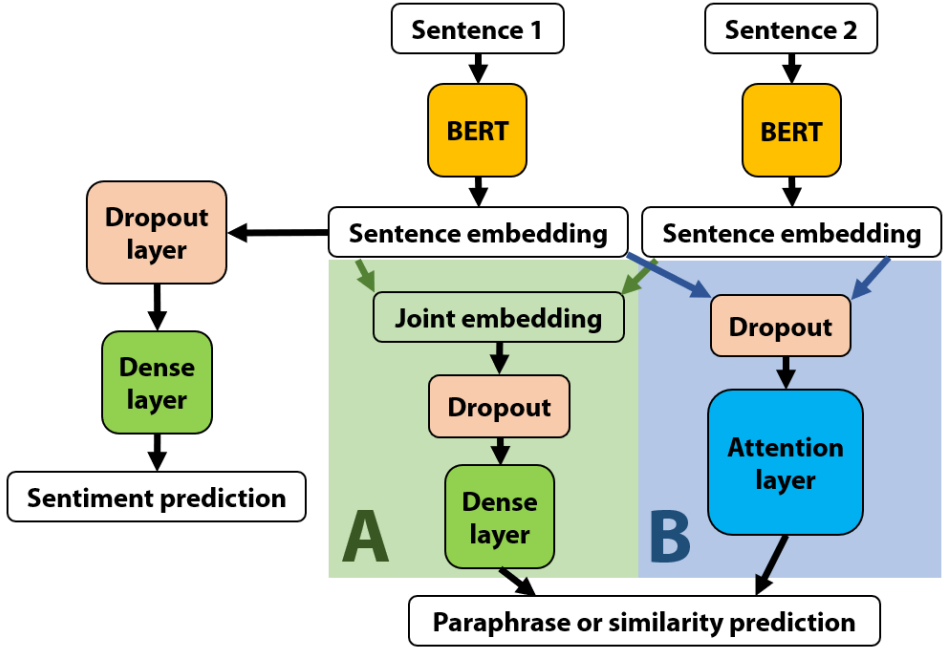 Sentence 1
Sentence 2
BERT
BERT
Dropout
layer
Sentence embedding
Sentence embedding
Joint embedding
Dropout
Dense
layer
Dropout
Attention
layer
Sentiment prediction
Dense
layer
A
B
Paraphrase or similarity prediction